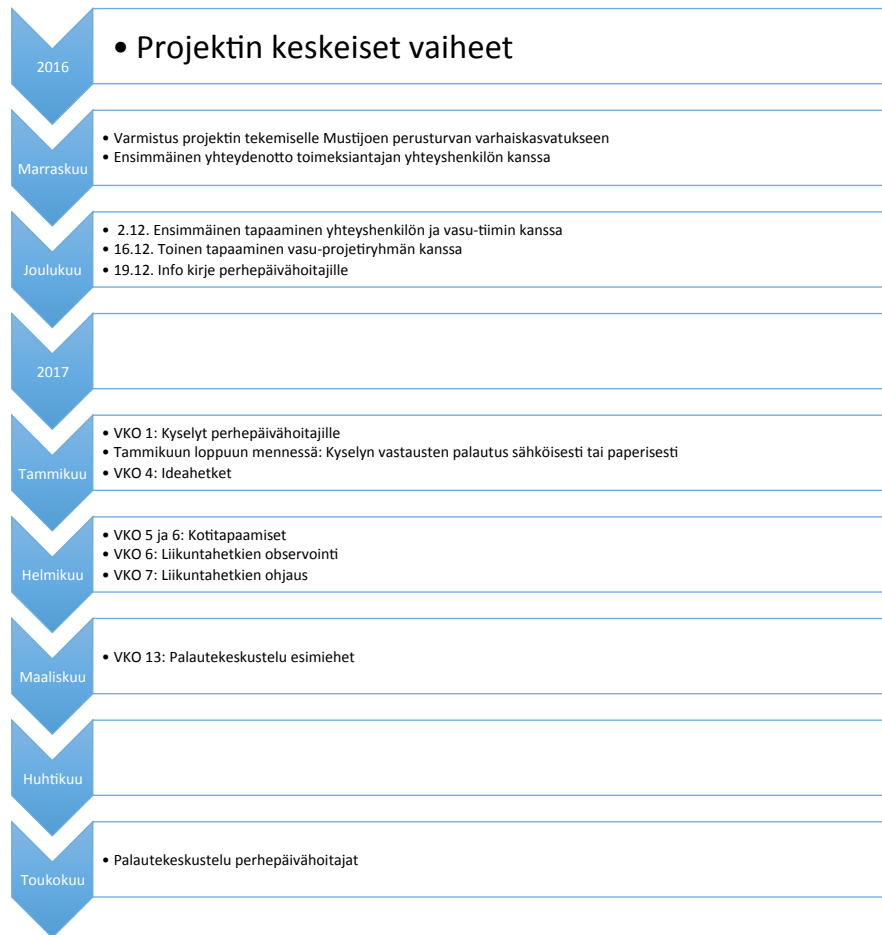 2016
• Projektin keskeiset vaiheet
Marraskuu
• Varmistus projektin tekemiselle Mustijoen perusturvan varhaiskasvatukseen
• Ensimmäinen yhteydenotto toimeksiantajan yhteyshenkilön kanssa
Joulukuu
• 2.12. Ensimmäinen tapaaminen yhteyshenkilön ja vasu-tiimin kanssa
• 16.12. Toinen tapaaminen vasu-projetiryhmän kanssa
• 19.12. Info kirje perhepäivähoitajille
2017
Tammikuu
• VKO 1: Kyselyt perhepäivähoitajille
• Tammikuun loppuun mennessä: Kyselyn vastausten palautus sähköisesti tai paperisesti
• VKO 4: Ideahetket
Helmikuu
• VKO 5 ja 6: Kotitapaamiset
• VKO 6: Liikuntahetkien observointi
• VKO 7: Liikuntahetkien ohjaus
Maaliskuu
• VKO 13: Palautekeskustelu esimiehet
Huhtikuu
Toukokuu
• Palautekeskustelu perhepäivähoitajat